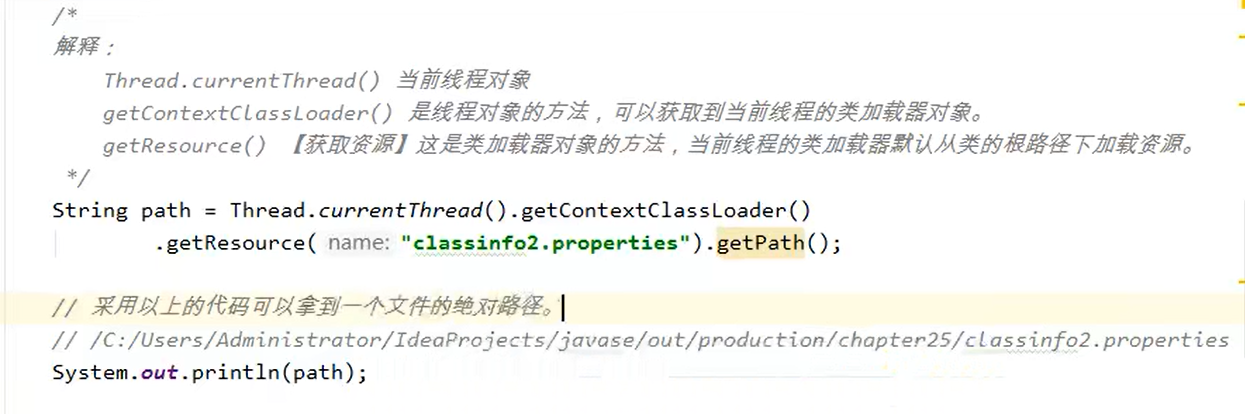 /*
解释：
Thread.currentThread() 当前线程对象
getContextClassLoader() 是线程对象的方法，可以获取到当前线程的类加载器对象。
getResource() 【获取资源】这是类加载器对象的方法，当前线程的类加载器默认从类的根路径下加载资源。
*/
String path = Thread.currentThread().getContextClassLoader()
.getResource( name: "classinfo2.properties").getPath();
// 采用以上的代码可以拿到一个文件的绝对路径。
// /C:/Users/Administrator/IdeaProjects/javase/out/production/chapter25/classinfo2.properties
System.out.println(path);